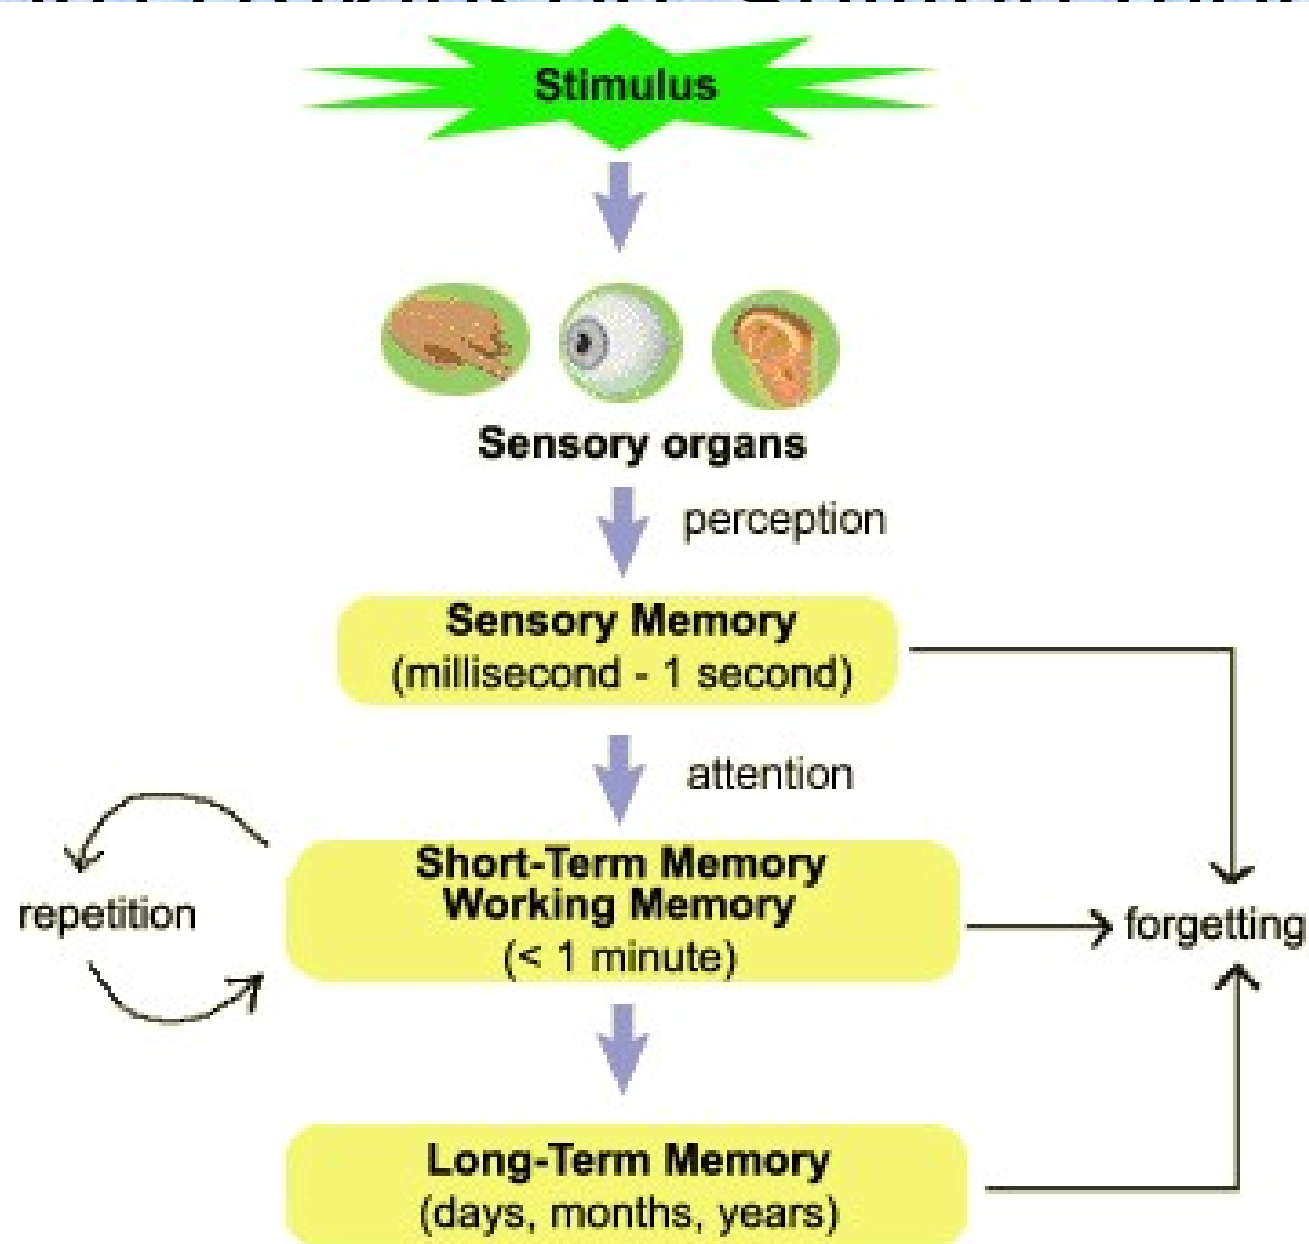 Stimulus
Sensory organs
perception
Sensory Memory
(millisecond - 1 second)
attention
Short-Term Memory
Working Memory
(< 1 minute)
repetition
forgetting
Long-Term Memory
(days, months, years)